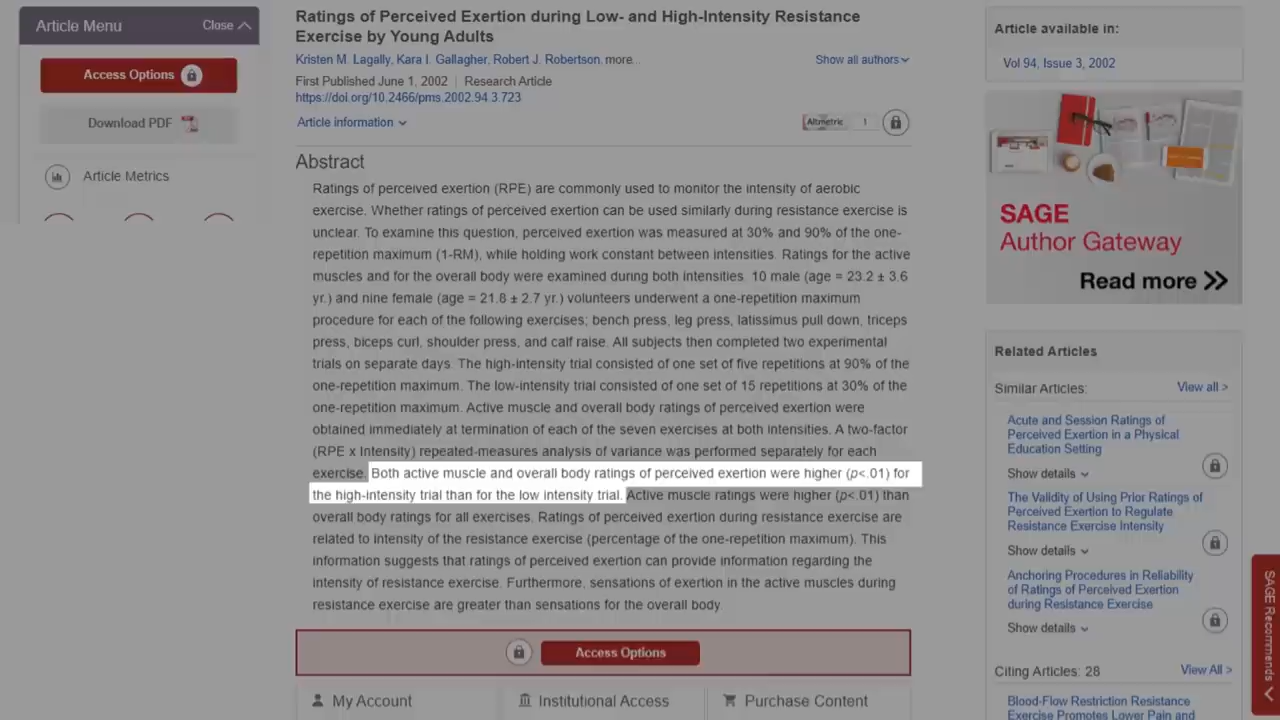 Article Menu
Close
Access Options
Download PDF
Article Metrics
Ratings of Perceived Exertion during Low- and High-Intensity Resistance
Exercise by Young Adults
Kristen M. Lagally, Kara I. Gallagher, Robert J. Robertson, more...
Show all authors
First Published June 1, 2002 | Research Article
https://doi.org/10.2466/pms.2002.94.3.723
Article information
Altmetric 1
Abstract
Ratings of perceived exertion (RPE) are commonly used to monitor the intensity of aerobic
exercise. Whether ratings of perceived exertion can be used similarly during resistance exercise is
unclear. To examine this question, perceived exertion was measured at 30% and 90% of the one-
repetition maximum (1-RM), while holding work constant between intensities. Ratings for the active
muscles and for the overall body were examined during both intensities. 10 male (age = 23.2 ± 3.6
yr.) and nine female (age = 21.8 ± 2.7 yr.) volunteers underwent a one-repetition maximum
procedure for each of the following exercises; bench press, leg press, latissimus pull down, triceps
press, biceps curl, shoulder press, and calf raise. All subjects then completed two experimental
trials on separate days. The high-intensity trial consisted of one set of five repetitions at 90% of the
one-repetition maximum. The low-intensity trial consisted of one set of 15 repetitions at 30% of the
one-repetition maximum. Active muscle and overall body ratings of perceived exertion were
obtained immediately at termination of each of the seven exercises at both intensities. A two-factor
(RPE x Intensity) repeated-measures analysis of variance was performed separately for each
exercise. Both active muscle and overall body ratings of perceived exertion were higher (p<.01) for
the high-intensity trial than for the low intensity trial. Active muscle ratings were higher (p<.01) than
overall body ratings for all exercises. Ratings of perceived exertion during resistance exercise are
related to intensity of the resistance exercise (percentage of the one-repetition maximum). This
information suggests that ratings of perceived exertion can provide information regarding the
intensity of resistance exercise. Furthermore, sensations of exertion in the active muscles during
resistance exercise are greater than sensations for the overall body.
Access Options
My Account
Institutional Access
Purchase Content
Article available in:
Vol 94, Issue 3, 2002
SAGE
Author Gateway
Read more
Related Articles
Similar Articles:
View all >
Acute and Session Ratings of
Perceived Exertion in a Physical
Education Setting
Show details
The Validity of Using Prior Ratings of
Perceived Exertion to Regulate
Resistance Exercise Intensity
Show details
Anchoring Procedures in Reliability
of Ratings of Perceived Exertion
during Resistance Exercise
Show details
Citing Articles: 28
View All >
Blood-Flow Restriction Resistance
Exercise Promotes Lower Pain and
SAGE Recommends